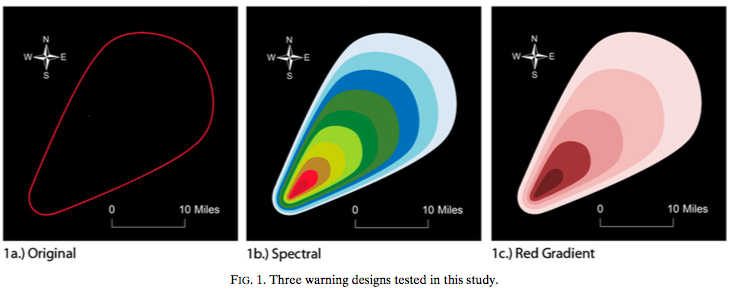 N
W E
S
0 10 Miles
N
W E
S
0 10 Miles
N
W E
S
0 10 Miles
1a.) Original
1b.) Spectral
1c.) Red Gradient
FIG. 1. Three warning designs tested in this study.